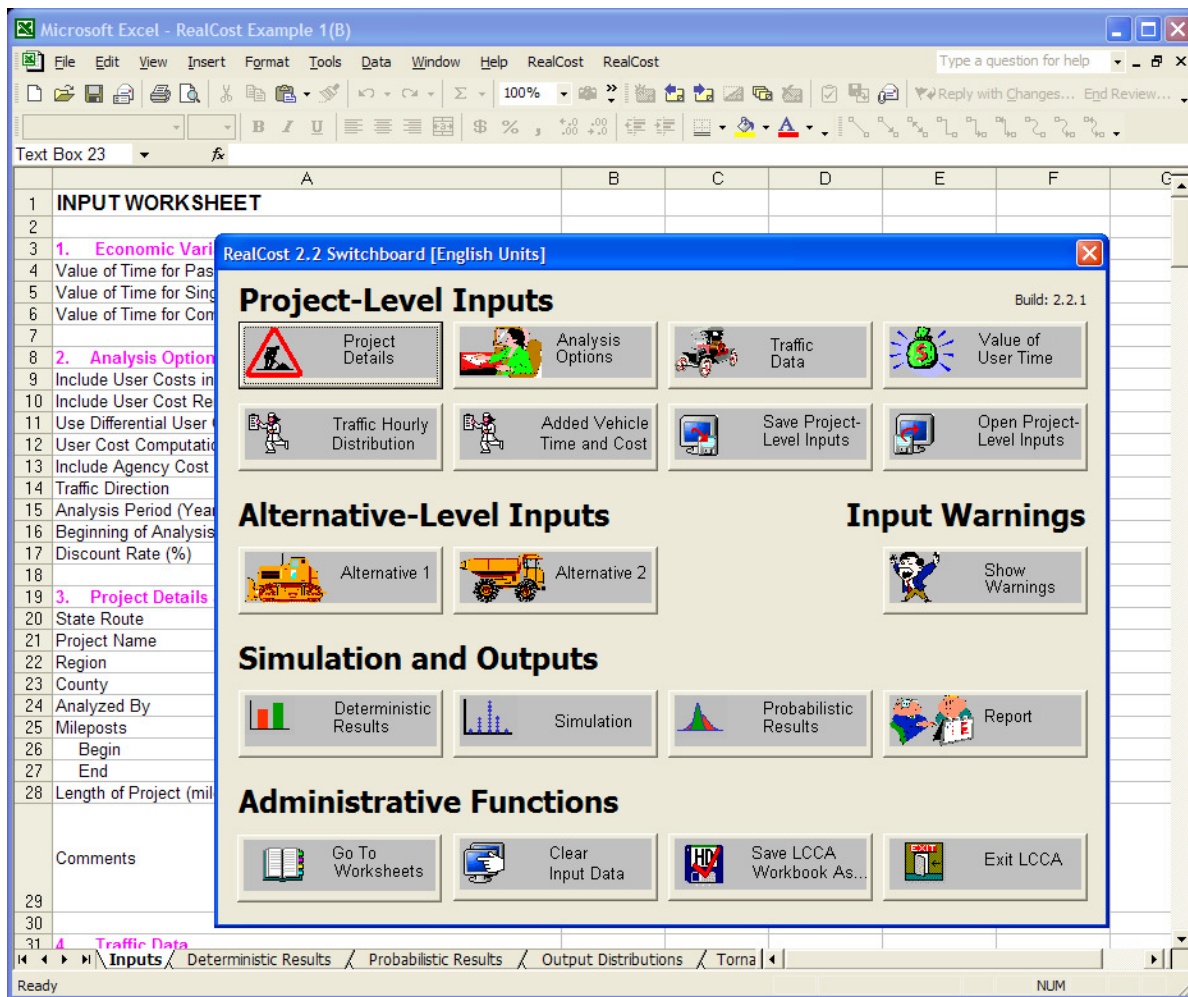 Microsoft Excel - RealCost Example 1(B)
File Edit View Insert Format Tools Data Window Help RealCost RealCost Type a question for help
100% Reply with Changes... End Review...
B I U $ % ,
Text Box 23 fx
A B C D E F G
1 INPUT WORKSHEET
2
3 1. Economic Vari
4 Value of Time for Pas
5 Value of Time for Sing
6 Value of Time for Com
7
8 2. Analysis Option
9 Include User Costs in
10 Include User Cost Re
11 Use Differential User
12 User Cost Computatio
13 Include Agency Cost
14 Traffic Direction
15 Analysis Period (Year
16 Beginning of Analysis
17 Discount Rate (%)
18
19 3. Project Details
20 State Route
21 Project Name
22 Region
23 County
24 Analyzed By
25 Mileposts
26 Begin
27 End
28 Length of Project (mil
Comments
29
30
31 4. Traffic Data
RealCost 2.2 Switchboard [English Units]
Project-Level Inputs
Build: 2.2.1
Project Details
Analysis Options
Traffic Data
Value of User Time
Traffic Hourly Distribution
Added Vehicle Time and Cost
Save Project-Level Inputs
Open Project-Level Inputs
Alternative-Level Inputs
Input Warnings
Alternative 1
Alternative 2
Show Warnings
Simulation and Outputs
Deterministic Results
Simulation
Probabilistic Results
Report
Administrative Functions
Go To Worksheets
Clear Input Data
HD
Save LCCA Workbook As...
EXIT
Exit LCCA
Inputs Deterministic Results Probabilistic Results Output Distributions Torna
Ready NUM